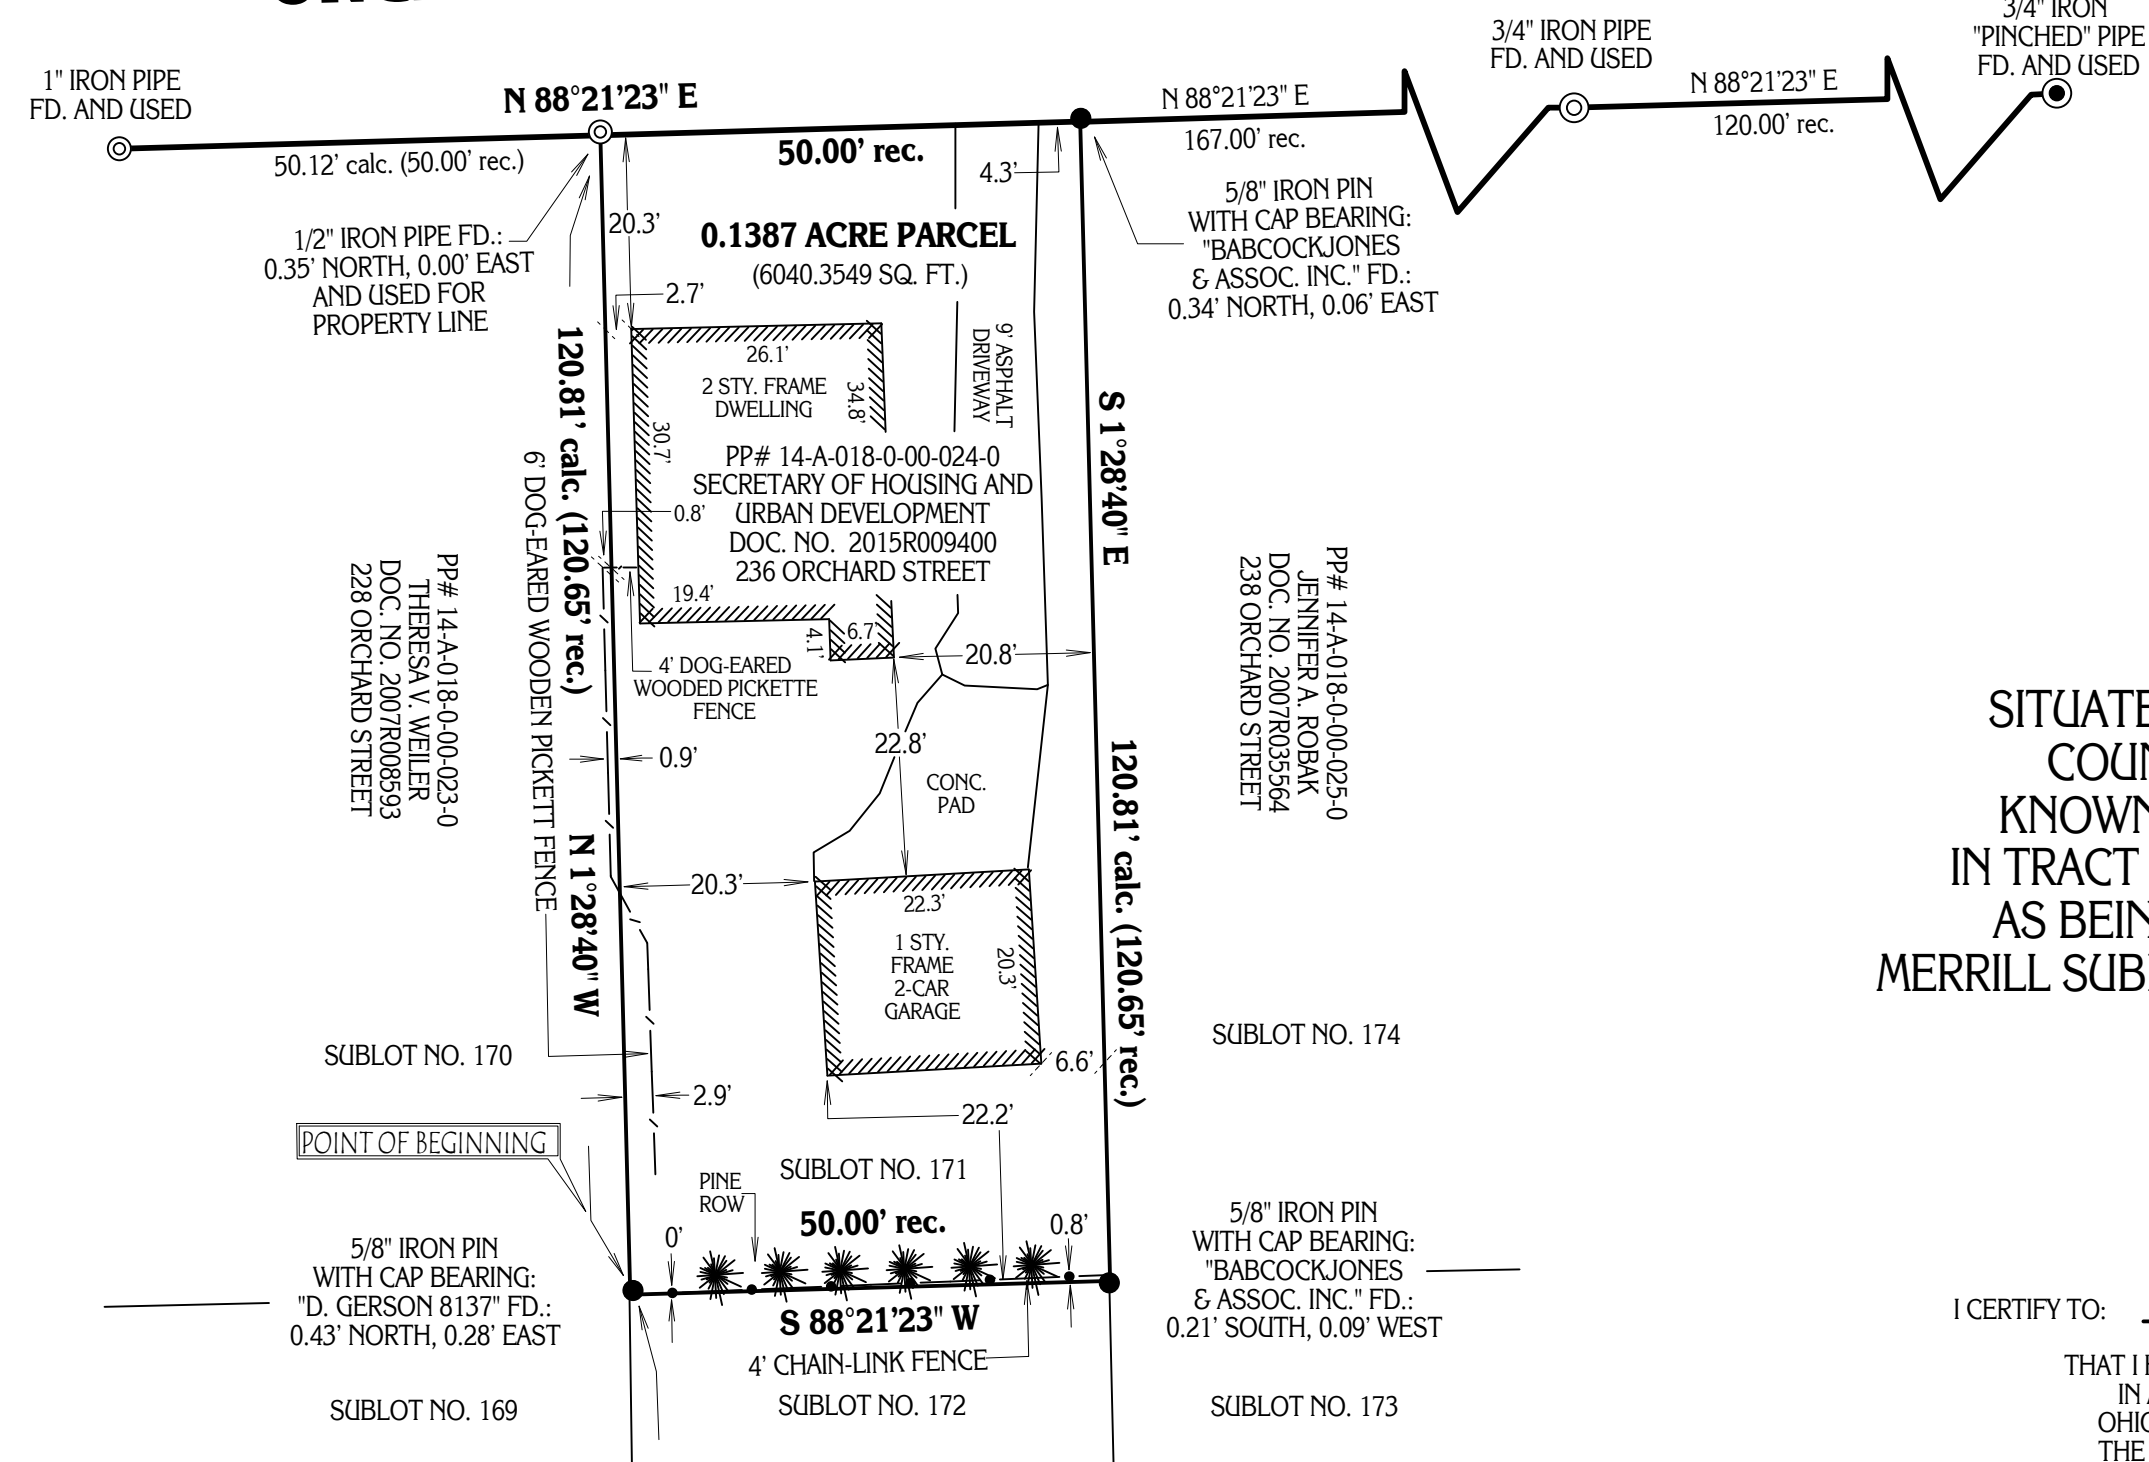 3/4" IRON PIPE
FD. AND USED
3/4" IRON
"PINCHED" PIPE
FD. AND USED
1" IRON PIPE
FD. AND USED
N 88°21'23" E
N 88°21'23" E
N 88°21'23" E
50.12' calc. (50.00' rec.)
50.00' rec.
167.00' rec.
120.00' rec.
4.3'
20.3'
1/2" IRON PIPE FD.:
0.35' NORTH, 0.00' EAST
AND USED FOR
PROPERTY LINE
0.1387 ACRE PARCEL
(6040.3549 SQ. FT.)
5/8" IRON PIN
WITH CAP BEARING:
"BABCOCKJONES
& ASSOC. INC." FD.:
0.34' NORTH, 0.06' EAST
2.7'
26.1'
2 STY. FRAME
DWELLING
34.8'
30.7'
9' ASPHALT
DRIVEWAY
120.81' calc. (120.65' rec.)
6' DOG-EARED WOODEN PICKETT FENCE
S 1°28'40" E
PP# 14-A-018-0-00-024-0
SECRETARY OF HOUSING AND
URBAN DEVELOPMENT
DOC. NO. 2015R009400
236 ORCHARD STREET
0.8'
19.4'
4.1'
6.7'
20.8'
4' DOG-EARED
WOODED PICKETTE
FENCE
PP# 14-A-018-0-00-023-0
THERESA V. WEILER
DOC. NO. 2007R008593
228 ORCHARD STREET
PP# 14-A-018-0-00-025-0
JENNIFER A. ROBAK
DOC. NO. 2007R035564
238 ORCHARD STREET
0.9'
22.8'
CONC.
PAD
120.81' calc. (120.65' rec.)
N 1°28'40" W
20.3'
22.3'
1 STY.
FRAME
2-CAR
GARAGE
20.3'
6.6'
2.9'
22.2'
SITUATE
COUN
KNOWN
IN TRACT
AS BEIN
MERRILL SUB
SUBLOT NO. 170
SUBLOT NO. 174
POINT OF BEGINNING
SUBLOT NO. 171
PINE
ROW
50.00' rec.
0'
0.8'
5/8" IRON PIN
WITH CAP BEARING:
"D. GERSON 8137" FD.:
0.43' NORTH, 0.28' EAST
5/8" IRON PIN
WITH CAP BEARING:
"BABCOCKJONES
& ASSOC. INC." FD.:
0.21' SOUTH, 0.09' WEST
S 88°21'23" W
4' CHAIN-LINK FENCE
SUBLOT NO. 169
SUBLOT NO. 172
SUBLOT NO. 173
I CERTIFY TO:
THAT I
IN
OHIO
THE